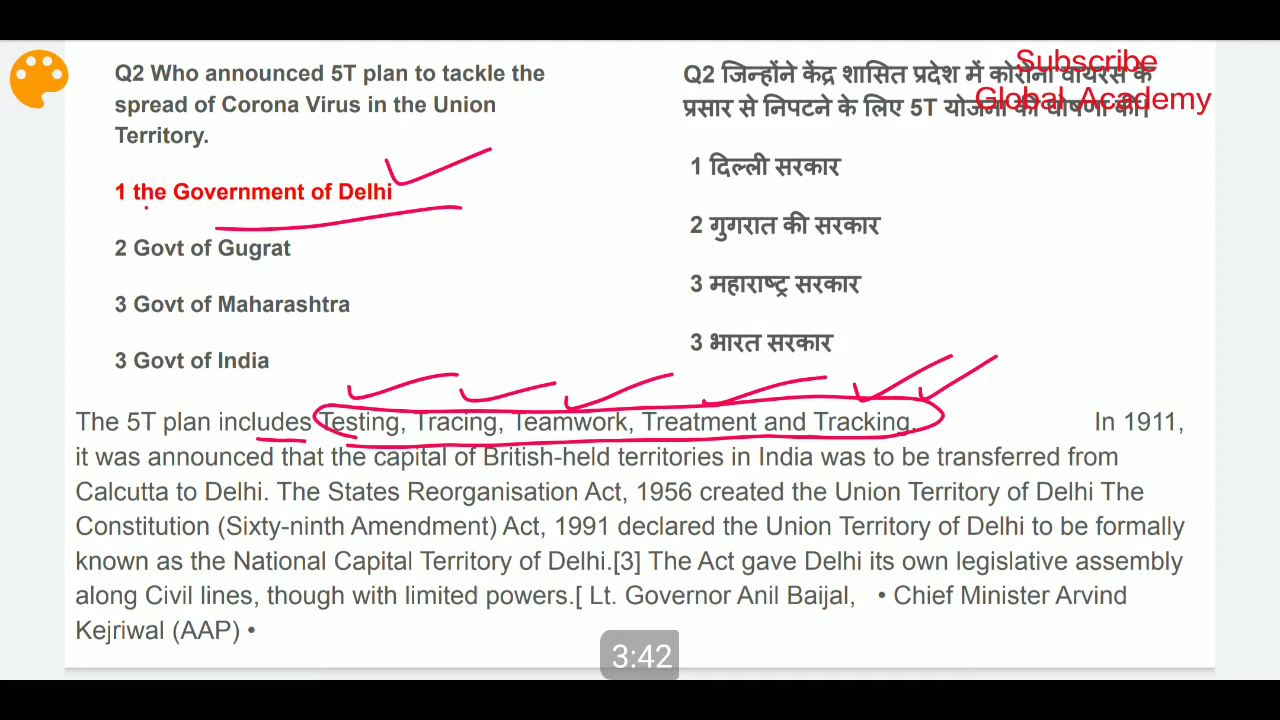 Subscribe
Global Academy
Q2 Who announced 5T plan to tackle the
spread of Corona Virus in the Union
Territory.
1 the Government of Delhi
2 Govt of Gugrat
3 Govt of Maharashtra
3 Govt of India
Q2 जिन्होंने केंद्र शासित प्रदेश में कोरोना वायरस के
प्रसार से निपटने के लिए 5T योजना की घोषणा की।
1 दिल्ली सरकार
2 गुगरात की सरकार
3 महाराष्ट्र सरकार
3 भारत सरकार
The 5T plan includes Testing, Tracing, Teamwork, Treatment and Tracking. In 1911,
it was announced that the capital of British-held territories in India was to be transferred from
Calcutta to Delhi. The States Reorganisation Act, 1956 created the Union Territory of Delhi The
Constitution (Sixty-ninth Amendment) Act, 1991 declared the Union Territory of Delhi to be formally
known as the National Capital Territory of Delhi.[3] The Act gave Delhi its own legislative assembly
along Civil lines, though with limited powers.[ Lt. Governor Anil Baijal, • Chief Minister Arvind
Kejriwal (AAP) •
3:42